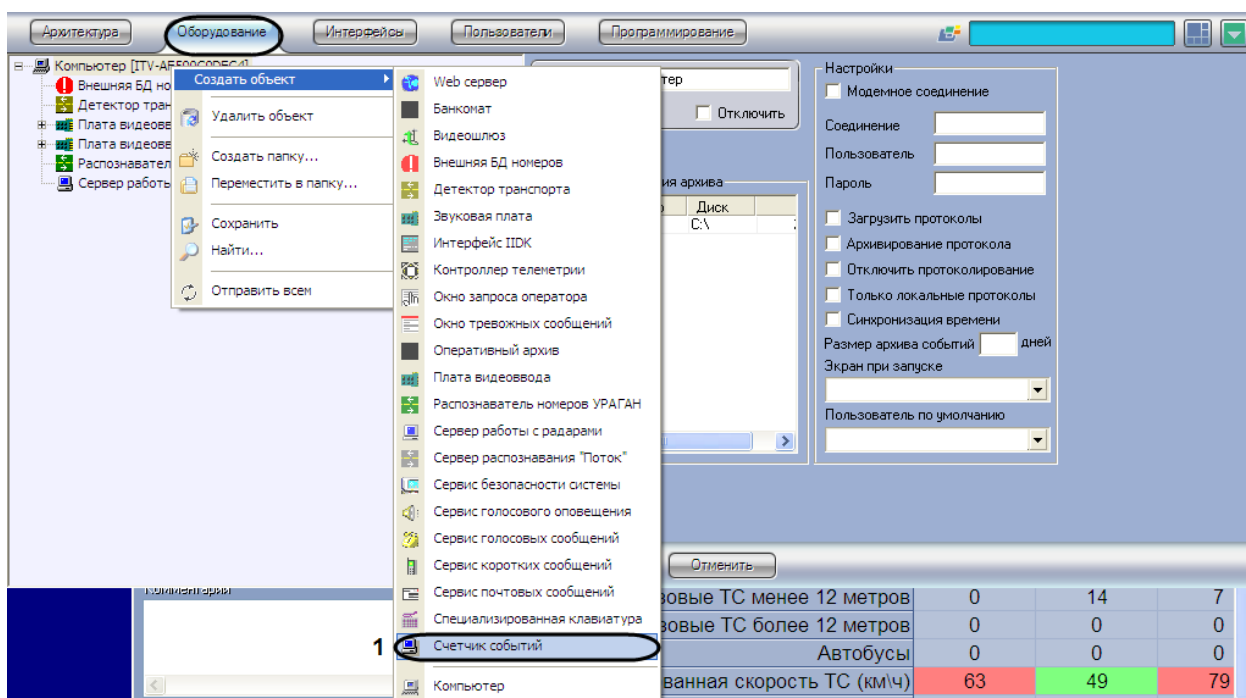 Архитектура Оборудование Интерфейсы Пользователи Программирование
Компьютер [ITV-AF500C0DEC4]
Внешняя БД но
Детектор тран
Плата видеовв
Плата видеовв
Распознавател
Сервер работь
Создать объект
Удалить объект
Создать папку...
Переместить в папку...
Сохранить
Найти...
Отправить всем
Web сервер
Банкомат
Видеошлюз
Внешняя БД номеров
Детектор транспорта
Звуковая плата
Интерфейс IIDK
Контроллер телеметрии
Окно запроса оператора
Окно тревожных сообщений
Оперативный архив
Плата видеоввода
Распознаватель номеров УРАГАН
Сервер работы с радарами
Сервер распознавания "Поток"
Сервис безопасности системы
Сервис голосового оповещения
Сервис голосовых сообщений
Сервис коротких сообщений
Сервис почтовых сообщений
Специализированная клавиатура
1 Счетчик событий
Компьютер
тер
Отключить
ия архива
Диск
C:\
Настройки
Модемное соединение
Соединение
Пользователь
Пароль
Загрузить протоколы
Архивирование протокола
Отключить протоколирование
Только локальные протоколы
Синхронизация времени
Размер архива событий дней
Экран при запуске
Пользователь по умолчанию
Отменить
Комментарии
зовые ТС менее 12 метров 0 14 7
зовые ТС более 12 метров 0 0 0
Автобусы 0 0 0
ванная скорость ТС (км\ч) 63 49 79